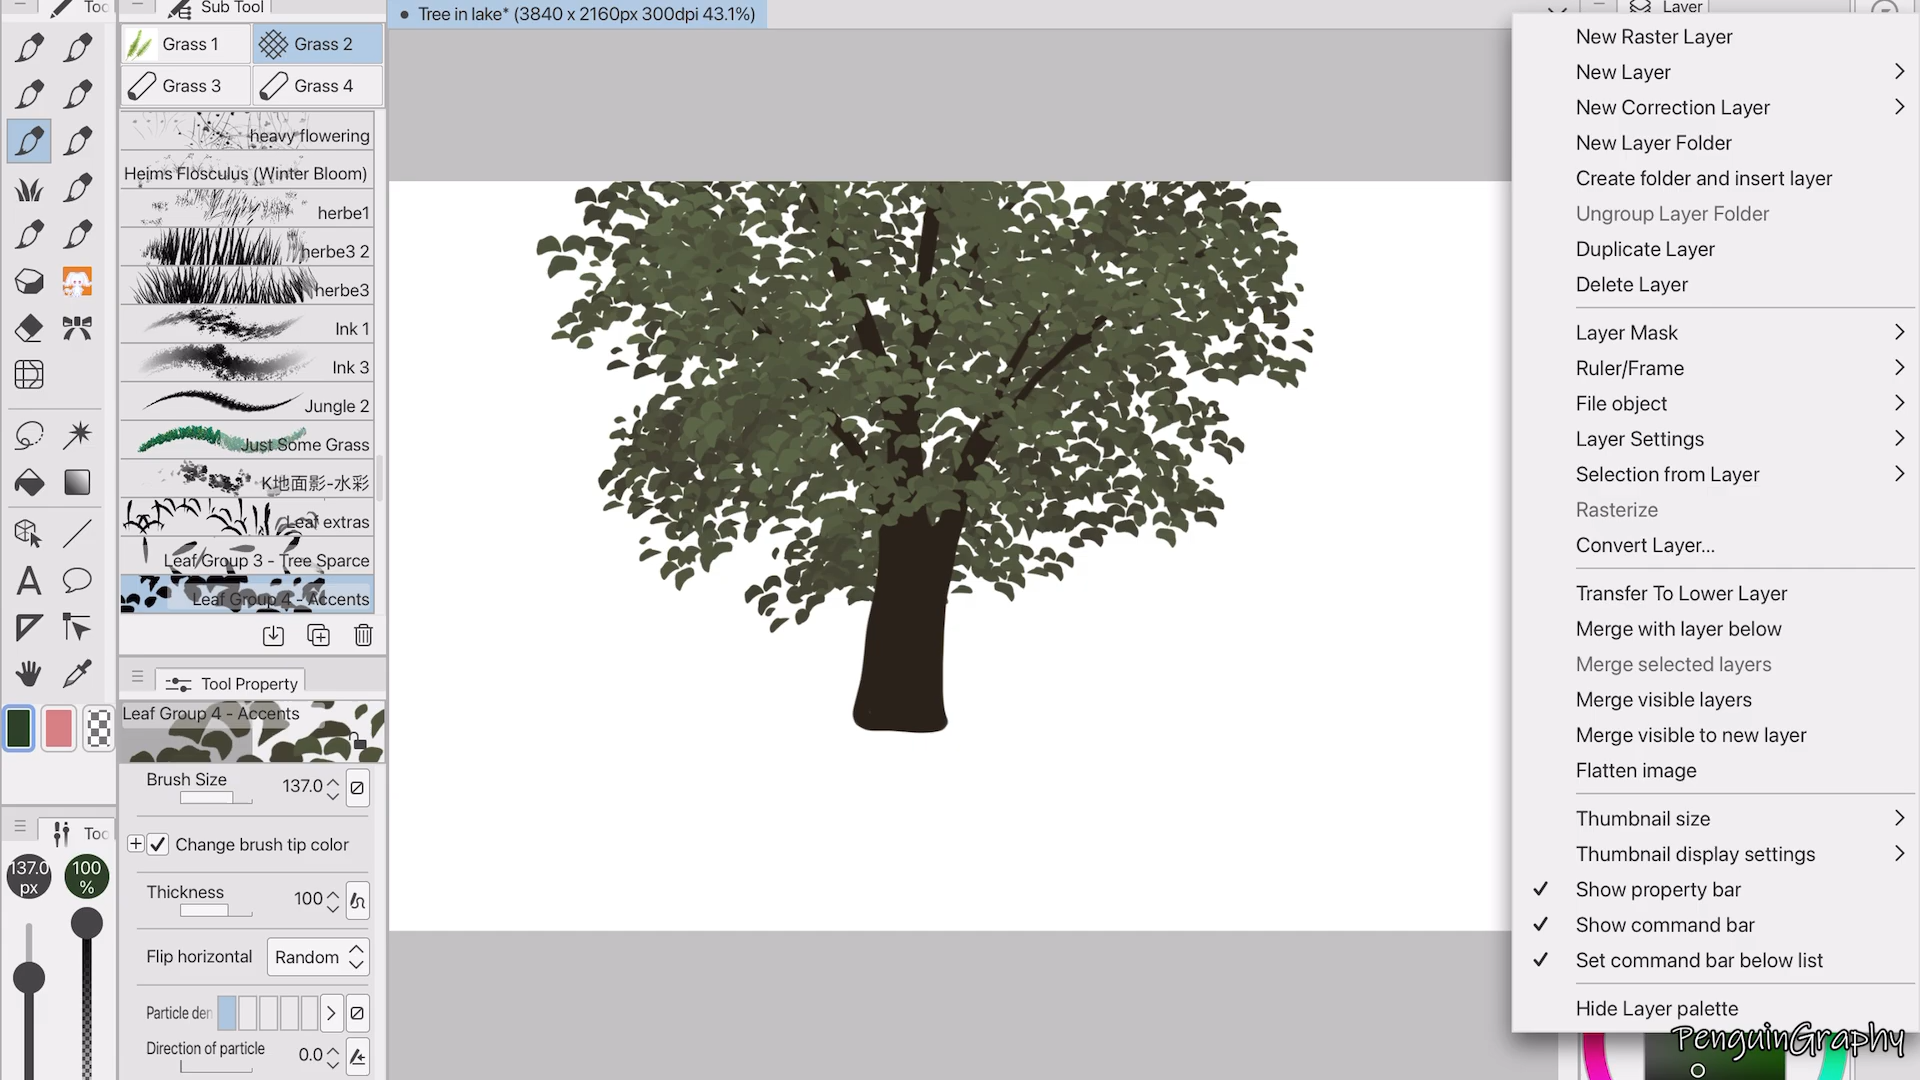 Too
Sub Tool
Tree in lake* (3840 x 2160px 300dpi 43.1%)
Layer
Grass 1
Grass 2
Grass 3
Grass 4
heavy flowering
Heims Flosculus (Winter Bloom)
herbe1
herbe3 2
herbe3
Ink 1
Ink 3
Jungle 2
Just Some Grass
K地面影-水彩
Leaf extras
Leaf Group 3 - Tree Sparce
Leaf Group 4 - Accents
Tool Property
Leaf Group 4 - Accents
Brush Size
137.0
Change brush tip color
Thickness
100
Flip horizontal
Random
Particle den
Direction of particle
0.0
Too
137.0
px
100
%
New Raster Layer
New Layer
New Correction Layer
New Layer Folder
Create folder and insert layer
Ungroup Layer Folder
Duplicate Layer
Delete Layer
Layer Mask
Ruler/Frame
File object
Layer Settings
Selection from Layer
Rasterize
Convert Layer...
Transfer To Lower Layer
Merge with layer below
Merge selected layers
Merge visible layers
Merge visible to new layer
Flatten image
Thumbnail size
Thumbnail display settings
Show property bar
Show command bar
Set command bar below list
Hide Layer palette
PenguinGraphy